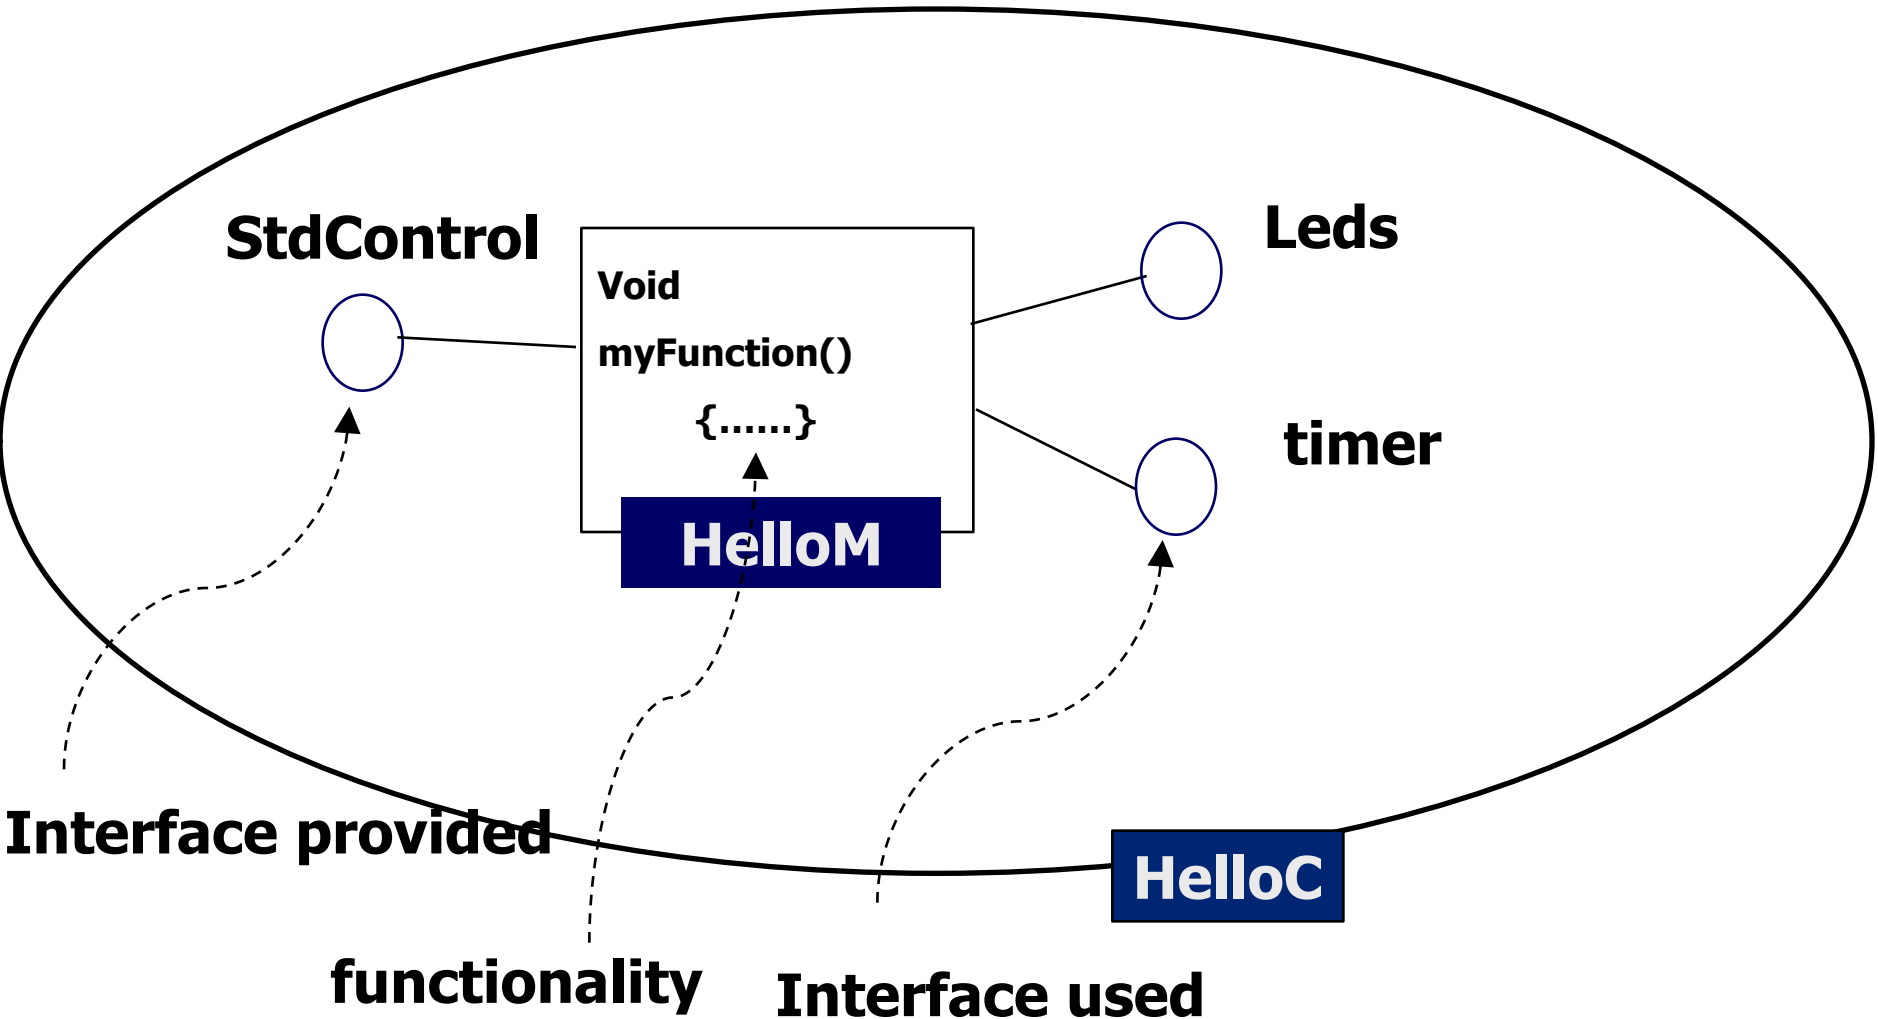 StdControl
Leds
Void
myFunction()
{......}
timer
HelloM
Interface provided
HelloC
functionality
Interface used